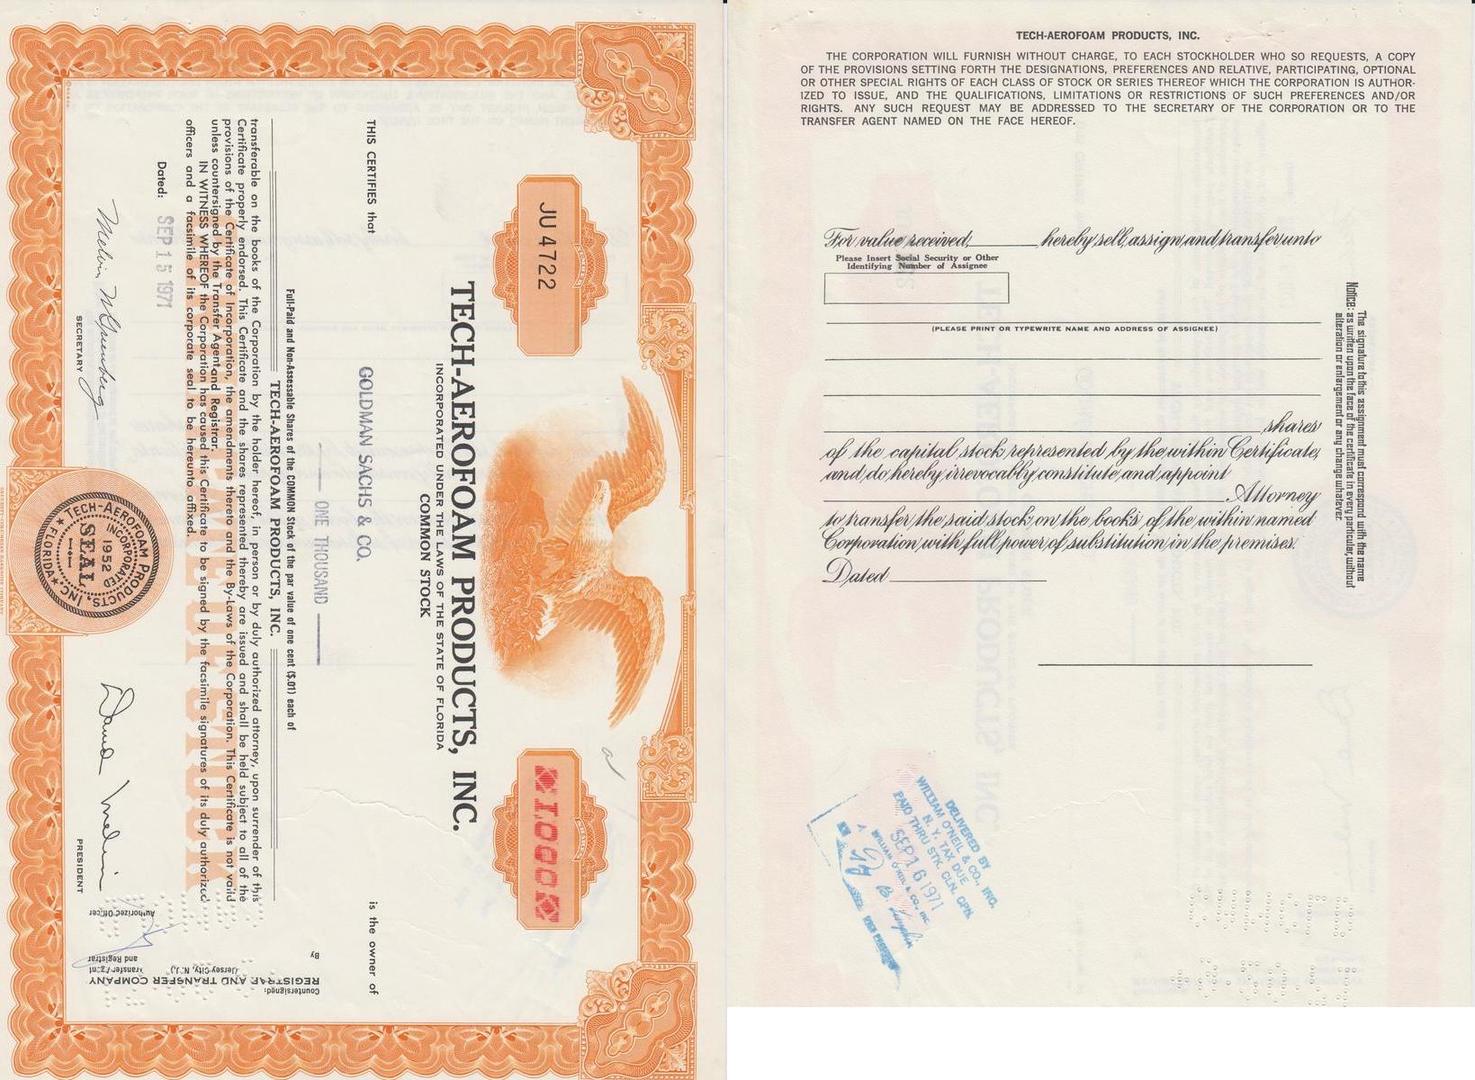 JU 4722
1000
TECH-AEROFOAM PRODUCTS, INC.
INCORPORATED UNDER THE LAWS OF THE STATE OF FLORIDA
COMMON STOCK
THIS CERTIFIES that
GOLDMAN SACHS & CO.
is the owner of
ONE THOUSAND
Full-Paid and Non-Assessable Shares of the COMMON Stock of the par value of one cent ($.01) each of
TECH-AEROFOAM PRODUCTS, INC.
transferable on the books of the Corporation by the holder hereof, in person or by duly authorized attorney, upon surrender of this
Certificate properly endorsed. This Certificate and the shares represented thereby are issued and shall be held subject to all of the
provisions of the Certificate of Incorporation, the amendments thereto and the By-Laws of the Corporation. This Certificate is not valid
unless countersigned by the Transfer Agent and Registrar.
IN WITNESS WHEREOF the Corporation has caused this Certificate to be signed by the facsimile signatures of its duly authorized
officers and a facsimile of its corporate seal to be hereunto affixed.
Dated: SEP 15 1971
SECRETARY
TECH-AEROFOAM PRODUCTS, INC.
INCORPORATED
1952
SEAL
FLORIDA
PRESIDENT
Countersigned:
REGISTRAR AND TRANSFER COMPANY
(Jersey City, N. J.)
Transfer Agent
and Registrar
By
Authorized Officer
TECH-AEROFOAM PRODUCTS, INC.
THE CORPORATION WILL FURNISH WITHOUT CHARGE, TO EACH STOCKHOLDER WHO SO REQUESTS, A COPY
OF THE PROVISIONS SETTING FORTH THE DESIGNATIONS, PREFERENCES AND RELATIVE, PARTICIPATING, OPTIONAL
OR OTHER SPECIAL RIGHTS OF EACH CLASS OF STOCK OR SERIES THEREOF WHICH THE CORPORATION IS AUTHOR-
IZED TO ISSUE, AND THE QUALIFICATIONS, LIMITATIONS OR RESTRICTIONS OF SUCH PREFERENCES AND/OR
RIGHTS. ANY SUCH REQUEST MAY BE ADDRESSED TO THE SECRETARY OF THE CORPORATION OR TO THE
TRANSFER AGENT NAMED ON THE FACE HEREOF.
For value received, hereby sell, assign and transfer unto
Please Insert Social Security or Other
Identifying Number of Assignee
(PLEASE PRINT OR TYPEWRITE NAME AND ADDRESS OF ASSIGNEE)
shares
of the capital stock represented by the within Certificate,
and do hereby irrevocably constitute and appoint
Attorney
to transfer the said stock on the books of the within named
Corporation with full power of substitution in the premises.
Dated
Notice: The signature to this assignment must correspond with the name
as written upon the face of the certificate in every particular, without
alteration or enlargement or any change whatever.
DELIVERED BY
WILLIAM O'NEIL & CO., INC.
N. Y. TAX DUE
PAID THRU STK. CLN. CPN.
SEP 16 1971
WILLIAM O'NEIL & CO., INC.